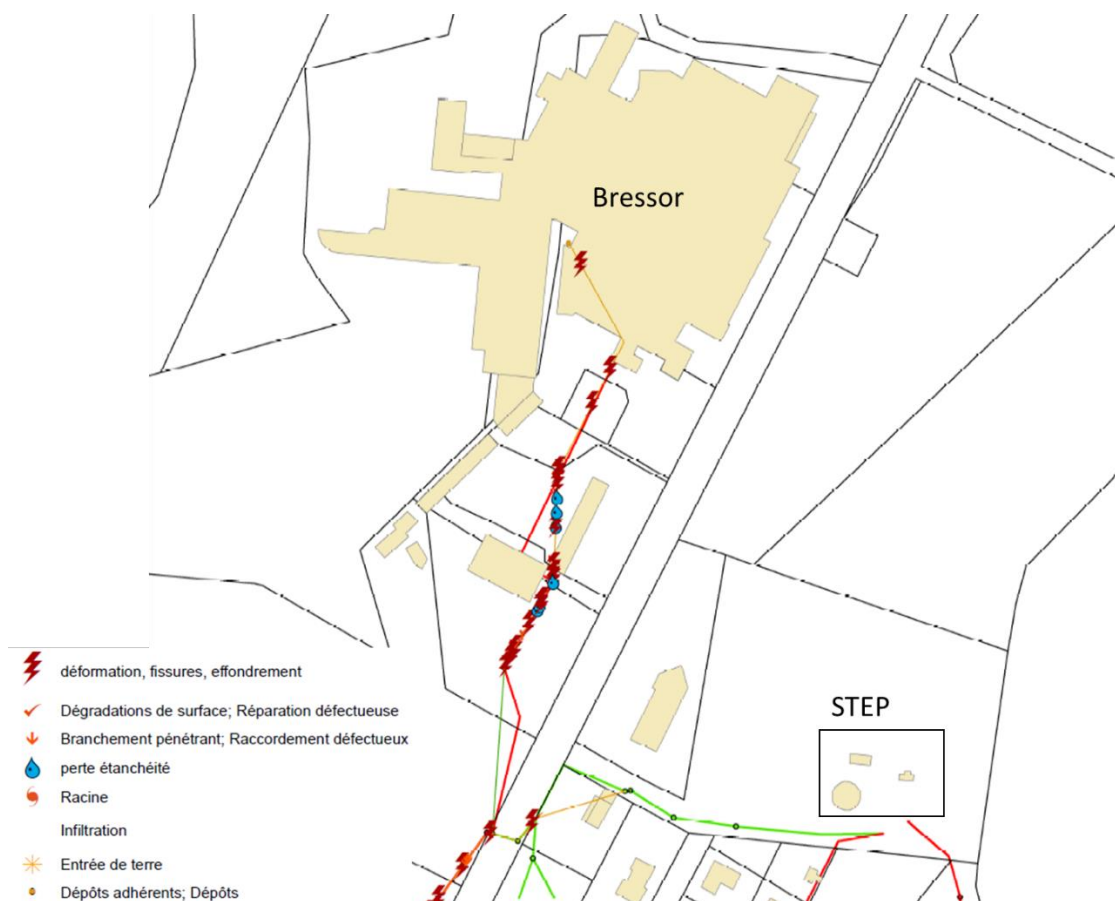 Bressor
STEP
déformation, fissures, effondrement
Dégradations de surface; Réparation défectueuse
Branchement pénétrant; Raccordement défectueux
perte étanchéité
Racine
Infiltration
Entrée de terre
Dépôts adhérents; Dépôts